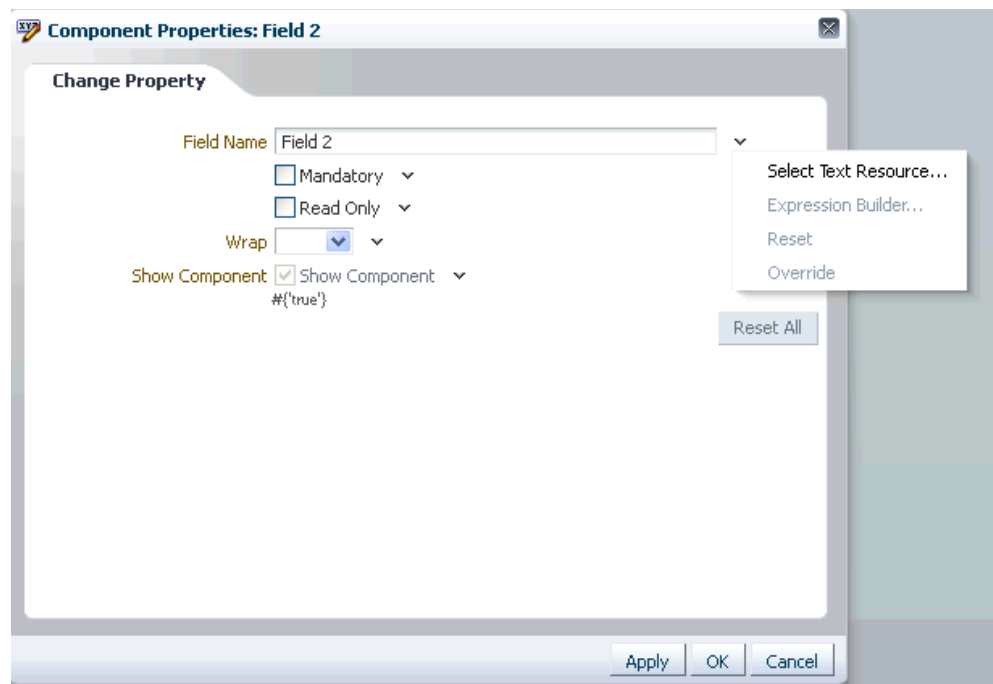 Component Properties: Field 2
Change Property
Field Name Field 2
Select Text Resource...
Mandatory
Expression Builder...
Read Only
Reset
Wrap
Override
Show Component Show Component
#{'true'}
Reset All
Apply OK Cancel